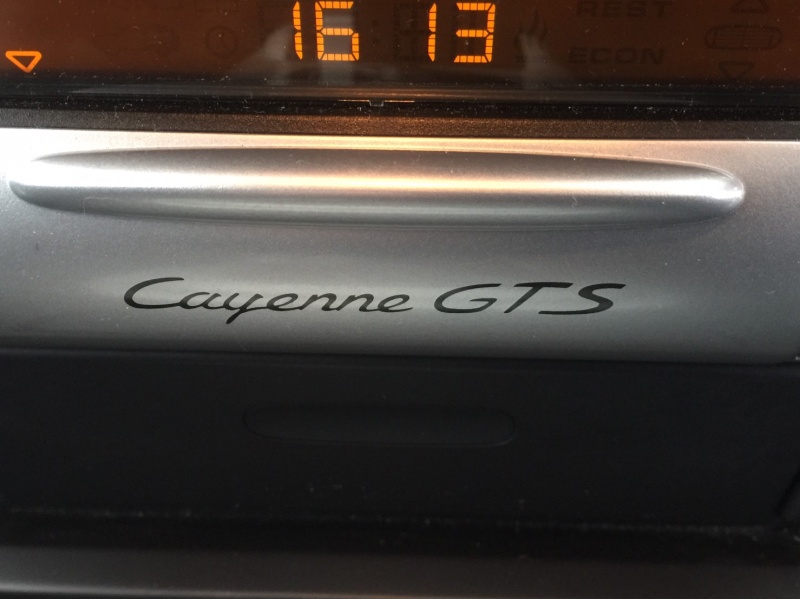 16 13
REST
ECON
Cayenne GTS